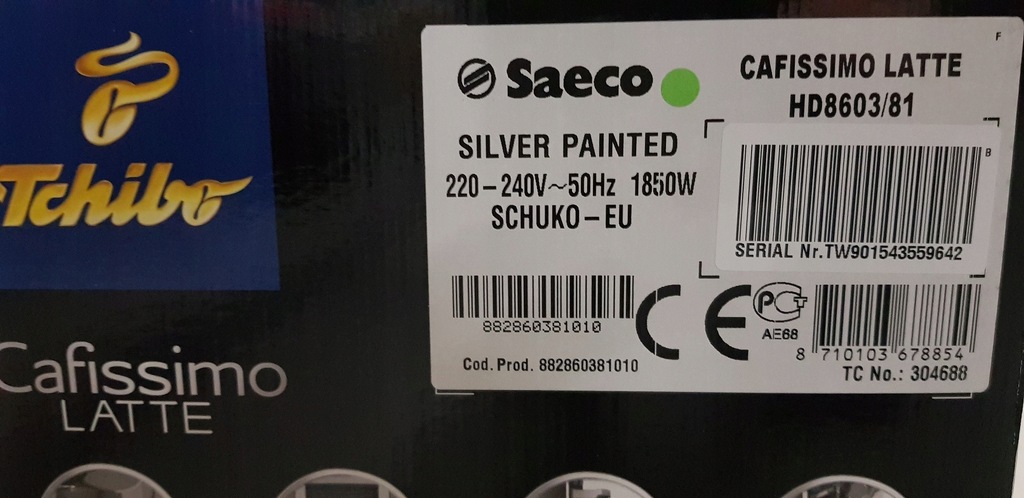 Tchibo
Cafissimo
LATTE
Saeco
SILVER PAINTED
220-240V~50Hz 1850W
SCHUKO-EU
882860381010
Cod. Prod. 882860381010
F
CAFISSIMO LATTE
HD8603/81
B
SERIAL Nr.TW901543559642
CE
PCT
AE68
8 710103 678854
TC No.: 304688